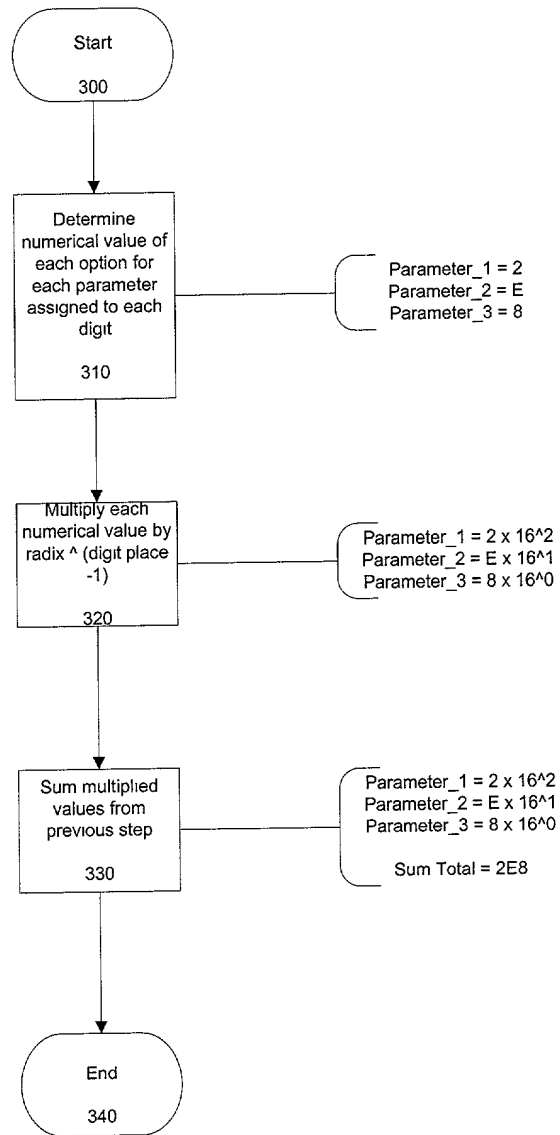 Start
300
Determine
numerical value of
each option for
each parameter
assigned to each
digit
310
Parameter_1 = 2
Parameter_2 = E
Parameter_3 = 8
Multiply each
numerical value by
radix ^ (digit place
-1)
320
Parameter_1 = 2 x 16^2
Parameter_2 = E x 16^1
Parameter_3 = 8 x 16^0
Sum multiplied
values from
previous step
330
Parameter_1 = 2 x 16^2
Parameter_2 = E x 16^1
Parameter_3 = 8 x 16^0
Sum Total = 2E8
End
340